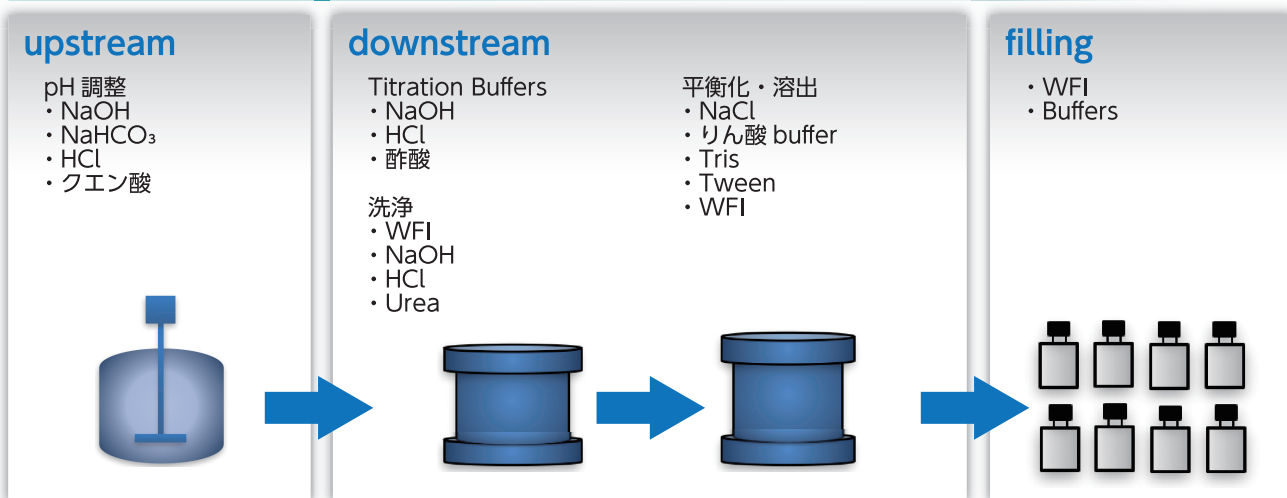 upstream
pH 調整
・NaOH
・NaHCO₃
・HCl
・クエン酸
downstream
Titration Buffers
・NaOH
・HCl
・酢酸
洗浄
・WFI
・NaOH
・HCl
・Urea
平衡化・溶出
・NaCl
・りん酸 buffer
・Tris
・Tween
・WFI
filling
・WFI
・Buffers